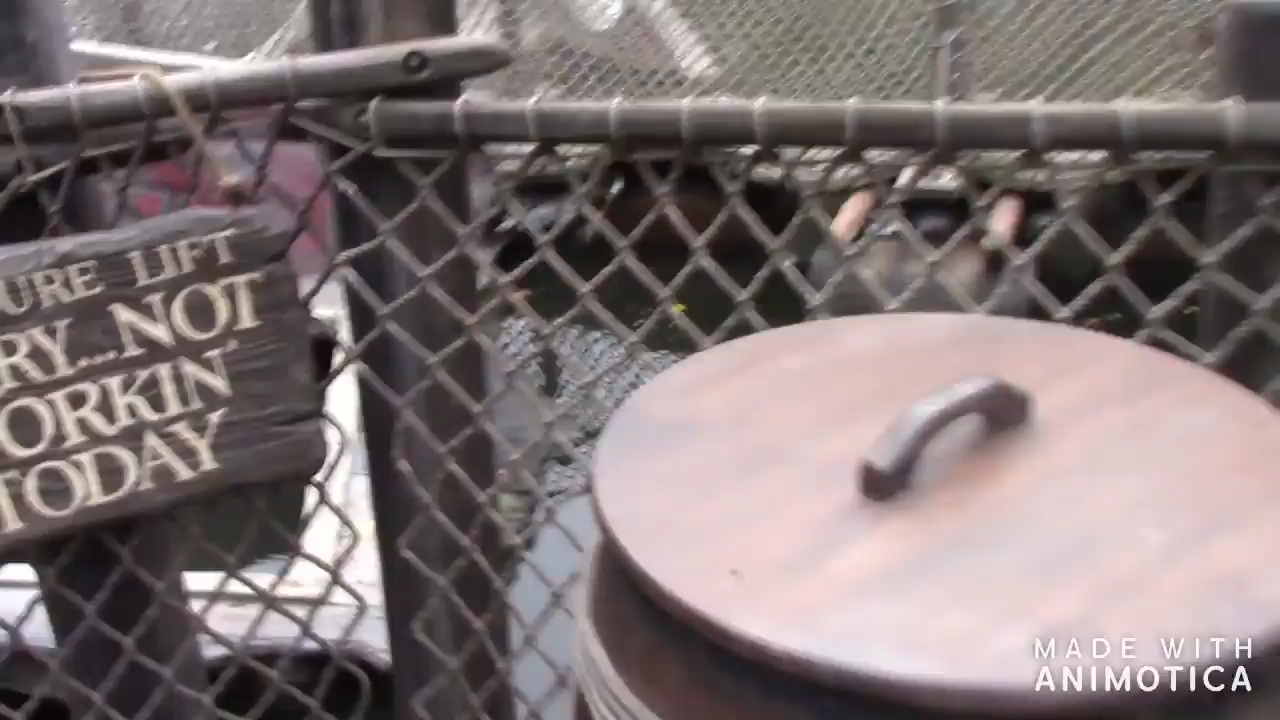 URE LIFT
RY....NOT
ORKIN'
TODAY
MADE WITH
ANIMOTICA